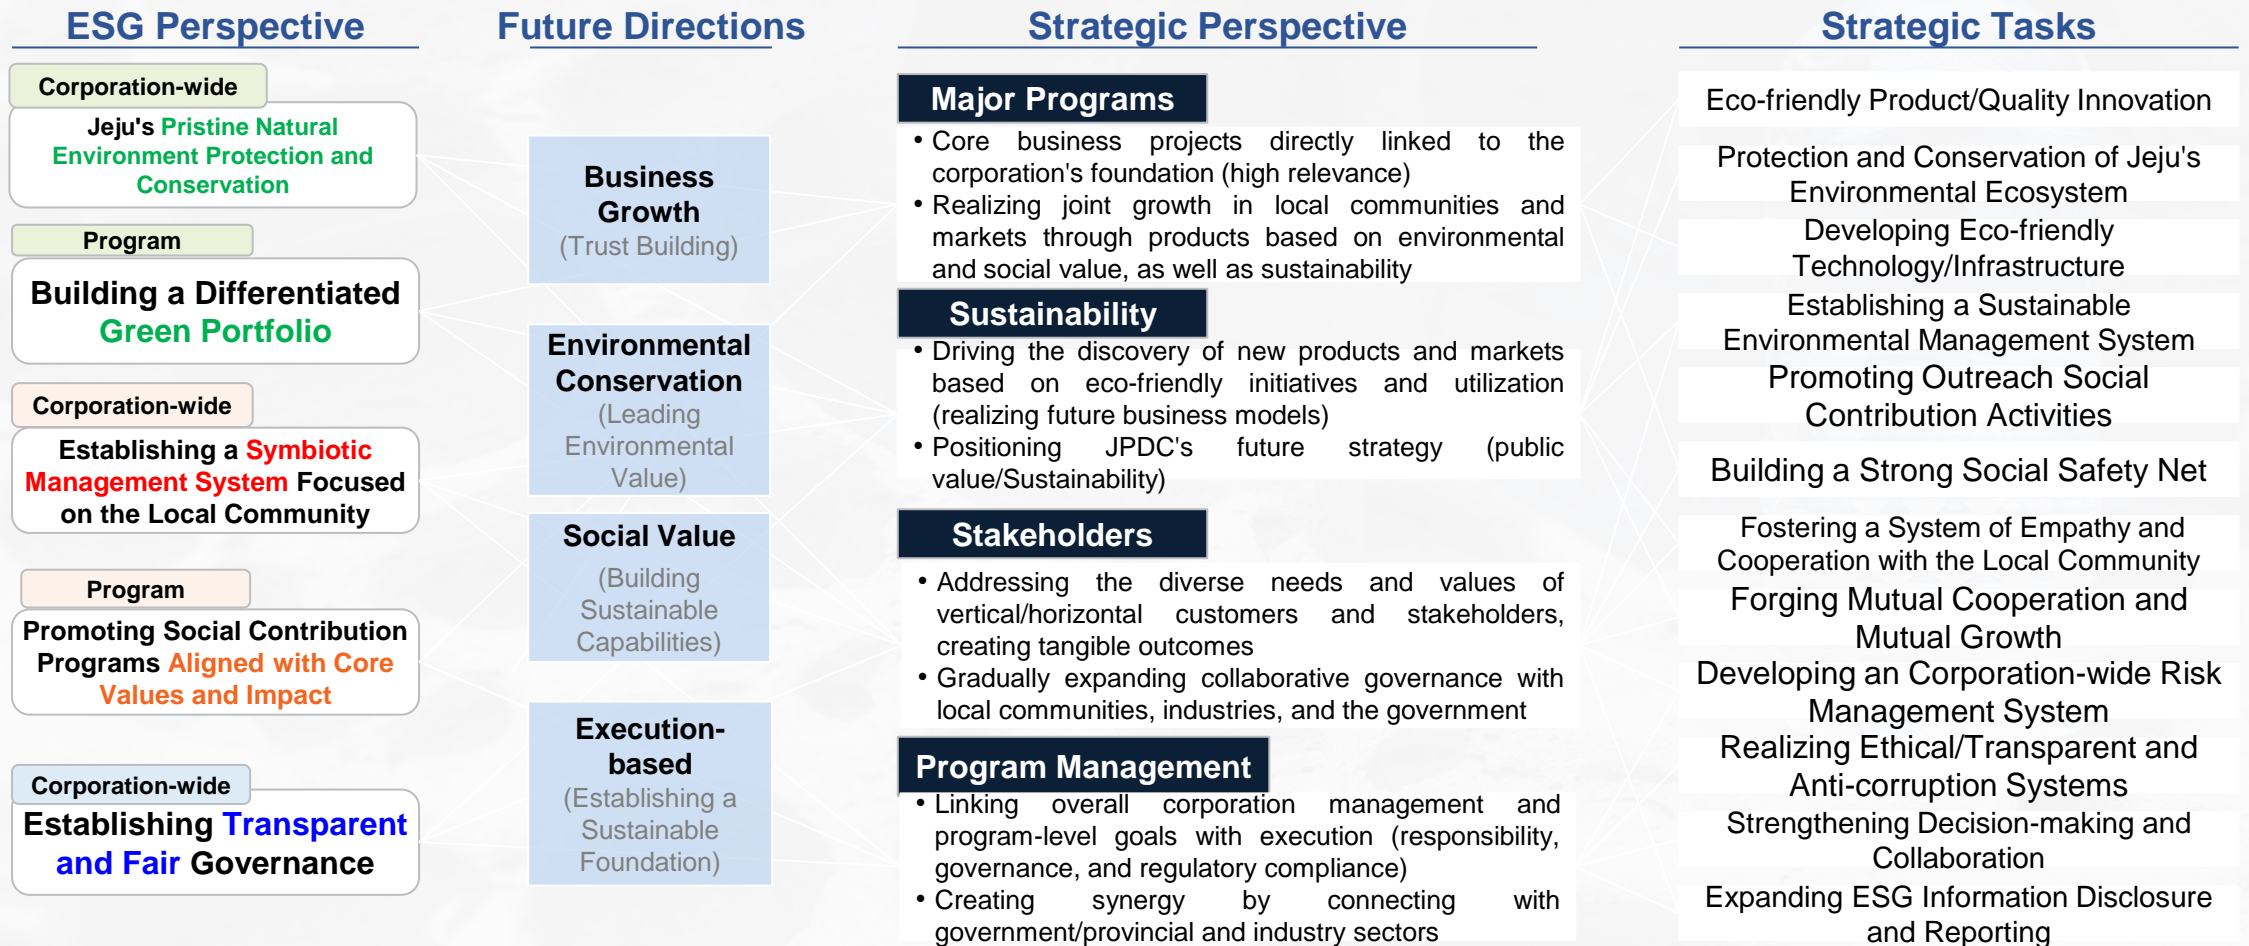 ESG Perspective
Corporation-wide
Jeju's Pristine Natural
Environment Protection and
Conservation
Program
Building a Differentiated
Green Portfolio
Corporation-wide
Establishing a Symbiotic
Management System Focused
on the Local Community
Program
Promoting Social Contribution
Programs Aligned with Core
Values and Impact
Corporation-wide
Establishing Transparent
and Fair Governance
Future Directions
Business
Growth
(Trust Building)
Environmental
Conservation
(Leading
Environmental
Value)
Social Value
(Building
Sustainable
Capabilities)
Execution-
based
(Establishing a
Sustainable
Foundation)
Strategic Perspective
Major Programs
• Core business projects directly linked to the
corporation's foundation (high relevance)
• Realizing joint growth in local communities and
markets through products based on environmental
and social value, as well as sustainability
Sustainability
• Driving the discovery of new products and markets
based on eco-friendly initiatives and utilization
(realizing future business models)
• Positioning JPDC's future strategy (public
value/Sustainability)
Stakeholders
• Addressing the diverse needs and values of
vertical/horizontal customers and stakeholders,
creating tangible outcomes
• Gradually expanding collaborative governance with
local communities, industries, and the government
Program Management
• Linking overall corporation management and
program-level goals with execution (responsibility,
governance, and regulatory compliance)
• Creating synergy by connecting with
government/provincial and industry sectors
Strategic Tasks
Eco-friendly Product/Quality Innovation
Protection and Conservation of Jeju's
Environmental Ecosystem
Developing Eco-friendly
Technology/Infrastructure
Establishing a Sustainable
Environmental Management System
Promoting Outreach Social
Contribution Activities
Building a Strong Social Safety Net
Fostering a System of Empathy and
Cooperation with the Local Community
Forging Mutual Cooperation and
Mutual Growth
Developing an Corporation-wide Risk
Management System
Realizing Ethical/Transparent and
Anti-corruption Systems
Strengthening Decision-making and
Collaboration
Expanding ESG Information Disclosure
and Reporting